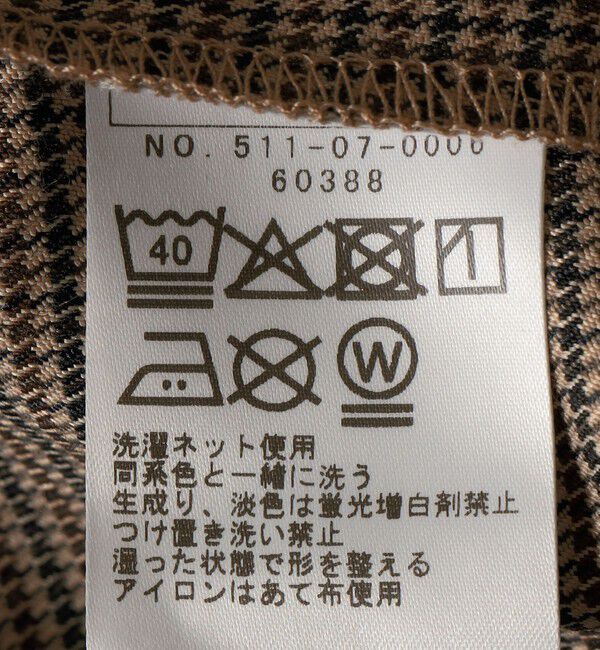 NO. 511-07-0006
60388
40
W
洗濯ネット使用
同系色と一緒に洗う
生成り、淡色は蛍光増白剤禁止
つけ置き洗い禁止
湿った状態で形を整える
アイロンはあて布使用